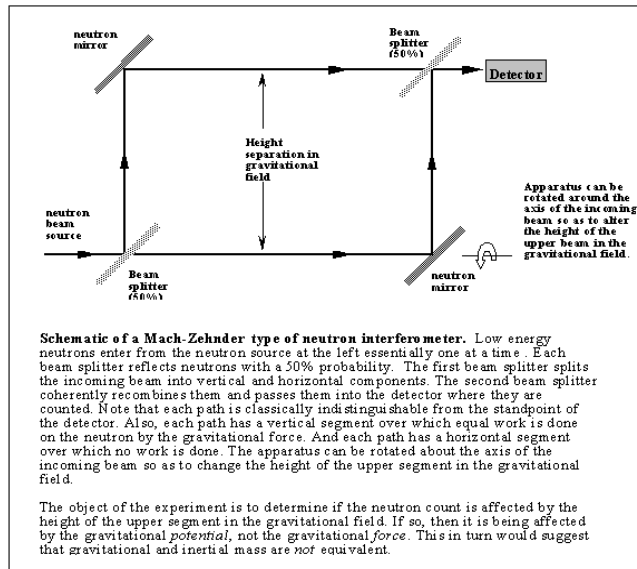 neutron
mirror
Beam
splitter
(50%)
Detector
Height
separation in
gravitational
field
Apparatus can be
rotated around the
axis of the incoming
beam so as to alter
the height of the
upper beam in the
gravitational field.
neutron
beam
source
Beam
splitter
(50%)
neutron
mirror
Schematic of a Mach-Zehnder type of neutron interferometer. Low energy
neutrons enter from the neutron source at the left essentially one at a time . Each
beam splitter reflects neutrons with a 50% probability. The first beam splitter splits
the incoming beam into vertical and horizontal components. The second beam splitter
coherently recombines them and passes them into the detector where they are
counted. Note that each path is classically indistinguishable from the standpoint of
the detector. Also, each path has a vertical segment over which equal work is done
on the neutron by the gravitational force. And each path has a horizontal segment
over which no work is done. The apparatus can be rotated about the axis of the
incoming beam so as to change the height of the upper segment in the gravitational
field.
The object of the experiment is to determine if the neutron count is affected by the
height of the upper segment in the gravitational field. If so, then it is being affected
by the gravitational potential, not the gravitational force. This in turn would suggest
that gravitational and inertial mass are not equivalent.